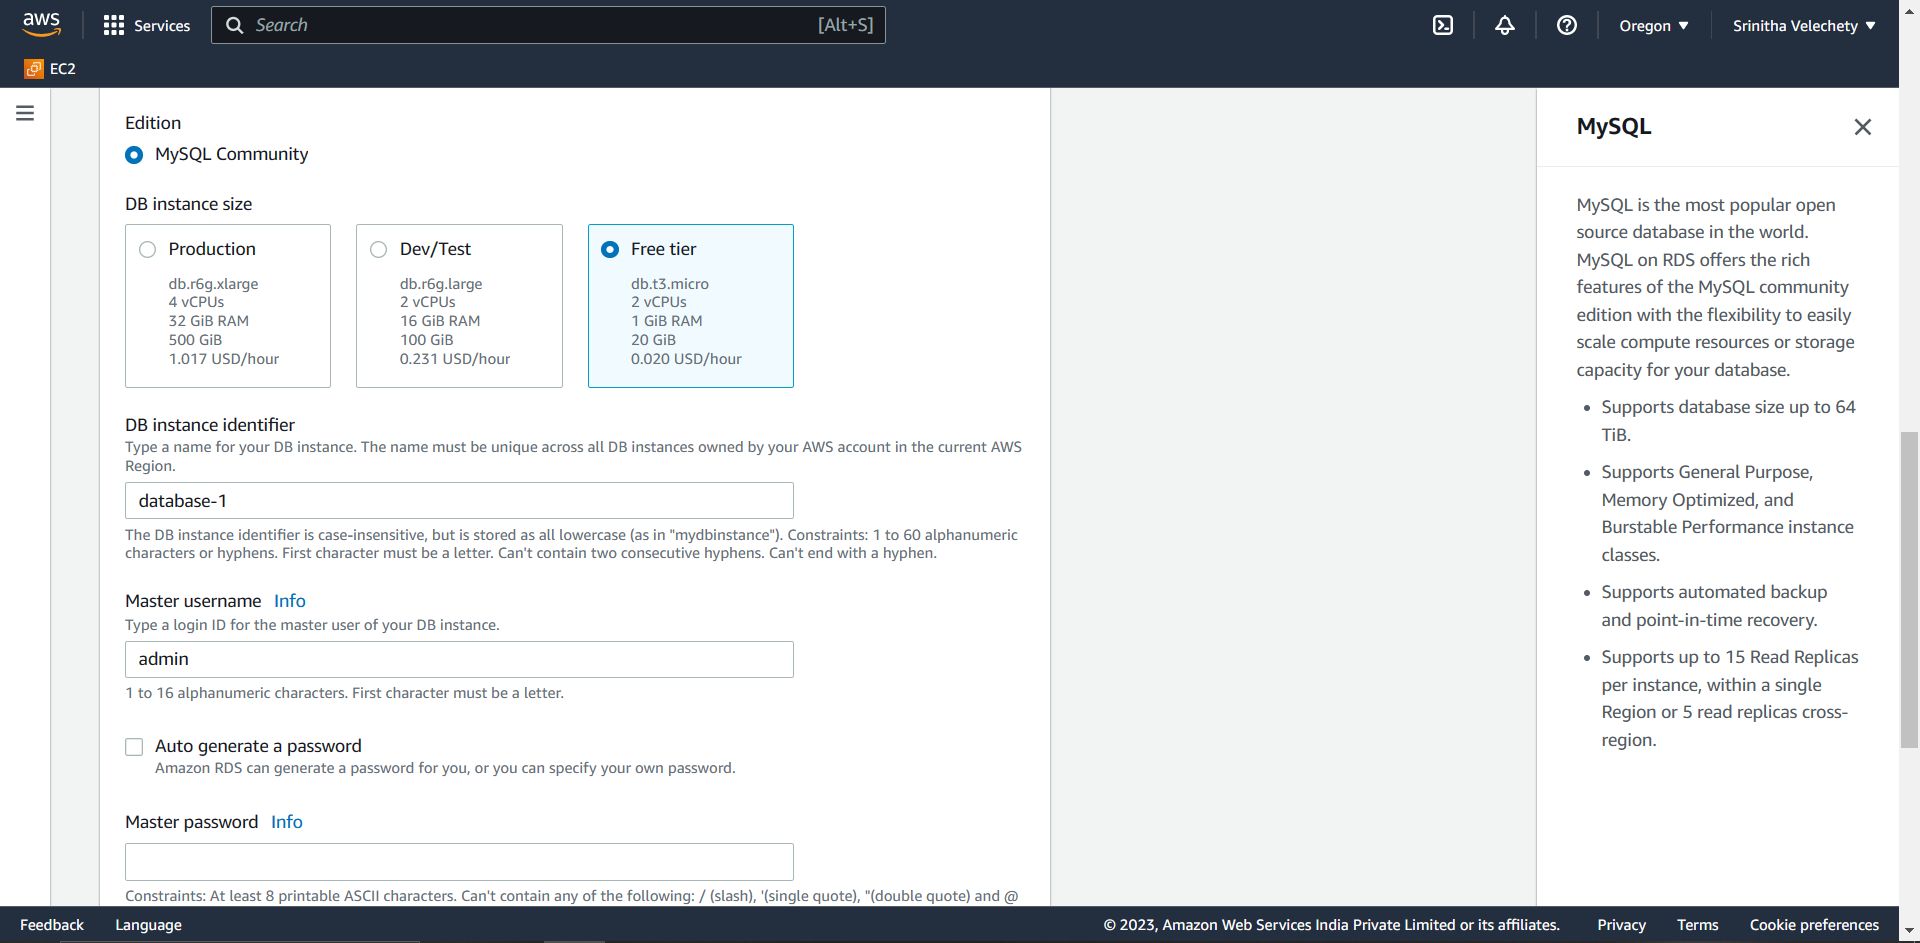 aws
Services
Search
[Alt+S]
Oregon
Srinitha Velechety
EC2
Edition
MySQL Community
DB instance size
Production
db.r6g.xlarge
4 vCPUs
32 GiB RAM
500 GiB
1.017 USD/hour
Dev/Test
db.r6g.large
2 vCPUs
16 GiB RAM
100 GiB
0.231 USD/hour
Free tier
db.t3.micro
2 vCPUs
1 GiB RAM
20 GiB
0.020 USD/hour
DB instance identifier
Type a name for your DB instance. The name must be unique across all DB instances owned by your AWS account in the current AWS
Region.
database-1
The DB instance identifier is case-insensitive, but is stored as all lowercase (as in "mydbinstance"). Constraints: 1 to 60 alphanumeric
characters or hyphens. First character must be a letter. Can't contain two consecutive hyphens. Can't end with a hyphen.
Master username Info
Type a login ID for the master user of your DB instance.
admin
1 to 16 alphanumeric characters. First character must be a letter.
Auto generate a password
Amazon RDS can generate a password for you, or you can specify your own password.
Master password Info
Constraints: At least 8 printable ASCII characters. Can't contain any of the following: / (slash), '(single quote), "(double quote) and @
MySQL
MySQL is the most popular open
source database in the world.
MySQL on RDS offers the rich
features of the MySQL community
edition with the flexibility to easily
scale compute resources or storage
capacity for your database.
• Supports database size up to 64
TiB.
• Supports General Purpose,
Memory Optimized, and
Burstable Performance instance
classes.
• Supports automated backup
and point-in-time recovery.
• Supports up to 15 Read Replicas
per instance, within a single
Region or 5 read replicas cross-
region.
Feedback
Language
© 2023, Amazon Web Services India Private Limited or its affiliates.
Privacy
Terms
Cookie preferences